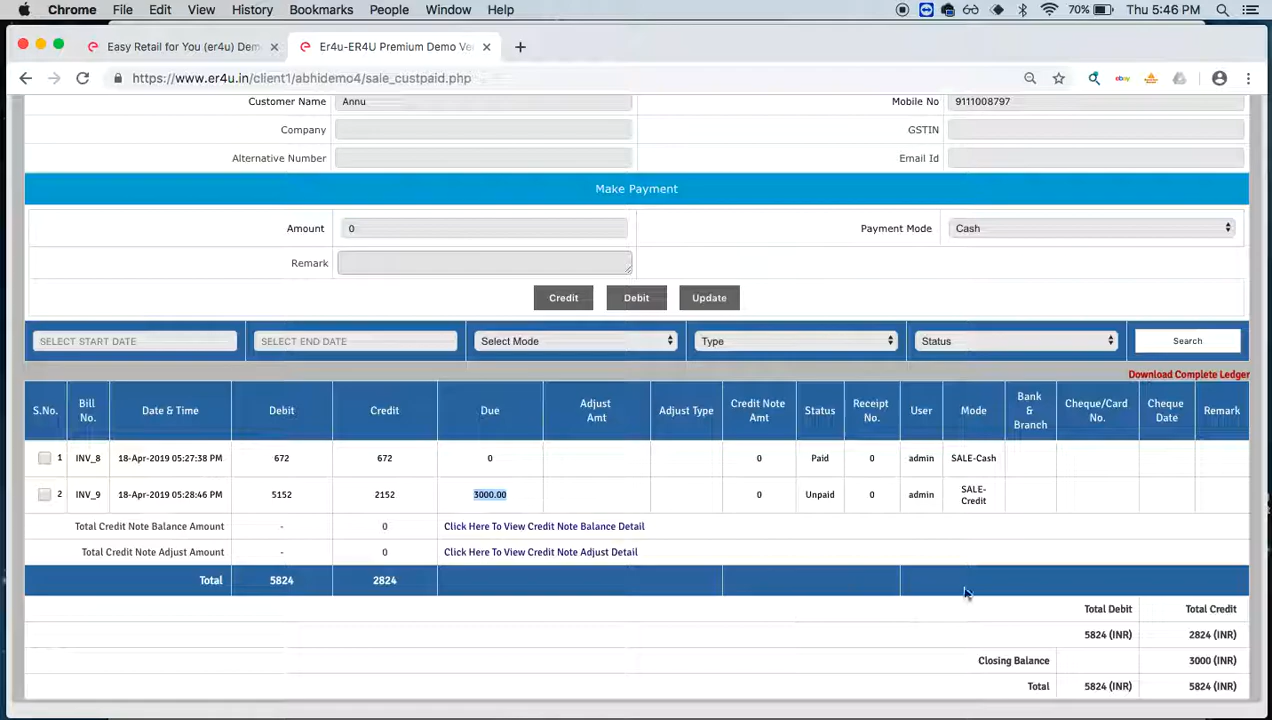 Chrome File Edit View History Bookmarks People Window Help 70% Thu 5:46 PM
Easy Retail for You (er4u) Dem Er4u-ER4U Premium Demo Ve
https://www.er4u.in/client1/abhidemo4/sale_custpaid.php
Customer Name Annu Mobile No 9111008797
Company GSTIN
Alternative Number Email Id
Make Payment
Amount 0 Payment Mode Cash
Remark
Credit Debit Update
SELECT START DATE SELECT END DATE Select Mode Type Status Search
Download Complete Ledger
S.No. Bill No. Date & Time Debit Credit Due Adjust Amt Adjust Type Credit Note Amt Status Receipt No. User Mode Bank & Branch Cheque/Card No. Cheque Date Remark
1 INV_8 18-Apr-2019 05:27:38 PM 672 672 0 0 Paid 0 admin SALE-Cash
2 INV_9 18-Apr-2019 05:28:46 PM 5152 2152 3000.00 0 Unpaid 0 admin SALE-Credit
Total Credit Note Balance Amount - 0 Click Here To View Credit Note Balance Detail
Total Credit Note Adjust Amount - 0 Click Here To View Credit Note Adjust Detail
Total 5824 2824
Total Debit Total Credit
5824 (INR) 2824 (INR)
Closing Balance 3000 (INR)
Total 5824 (INR) 5824 (INR)